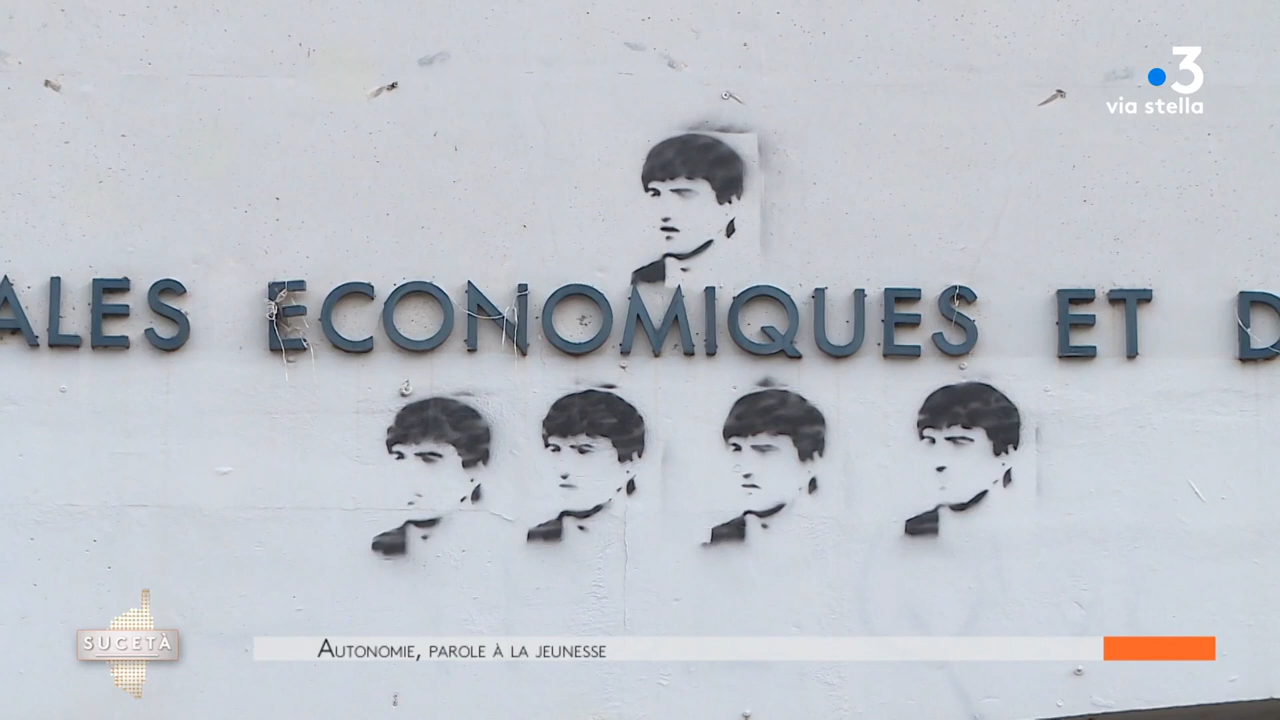 3
via stella
ALES ECONOMIQUES ET D
SUCETÀ
AUTONOMIE, PAROLE À LA JEUNESSE